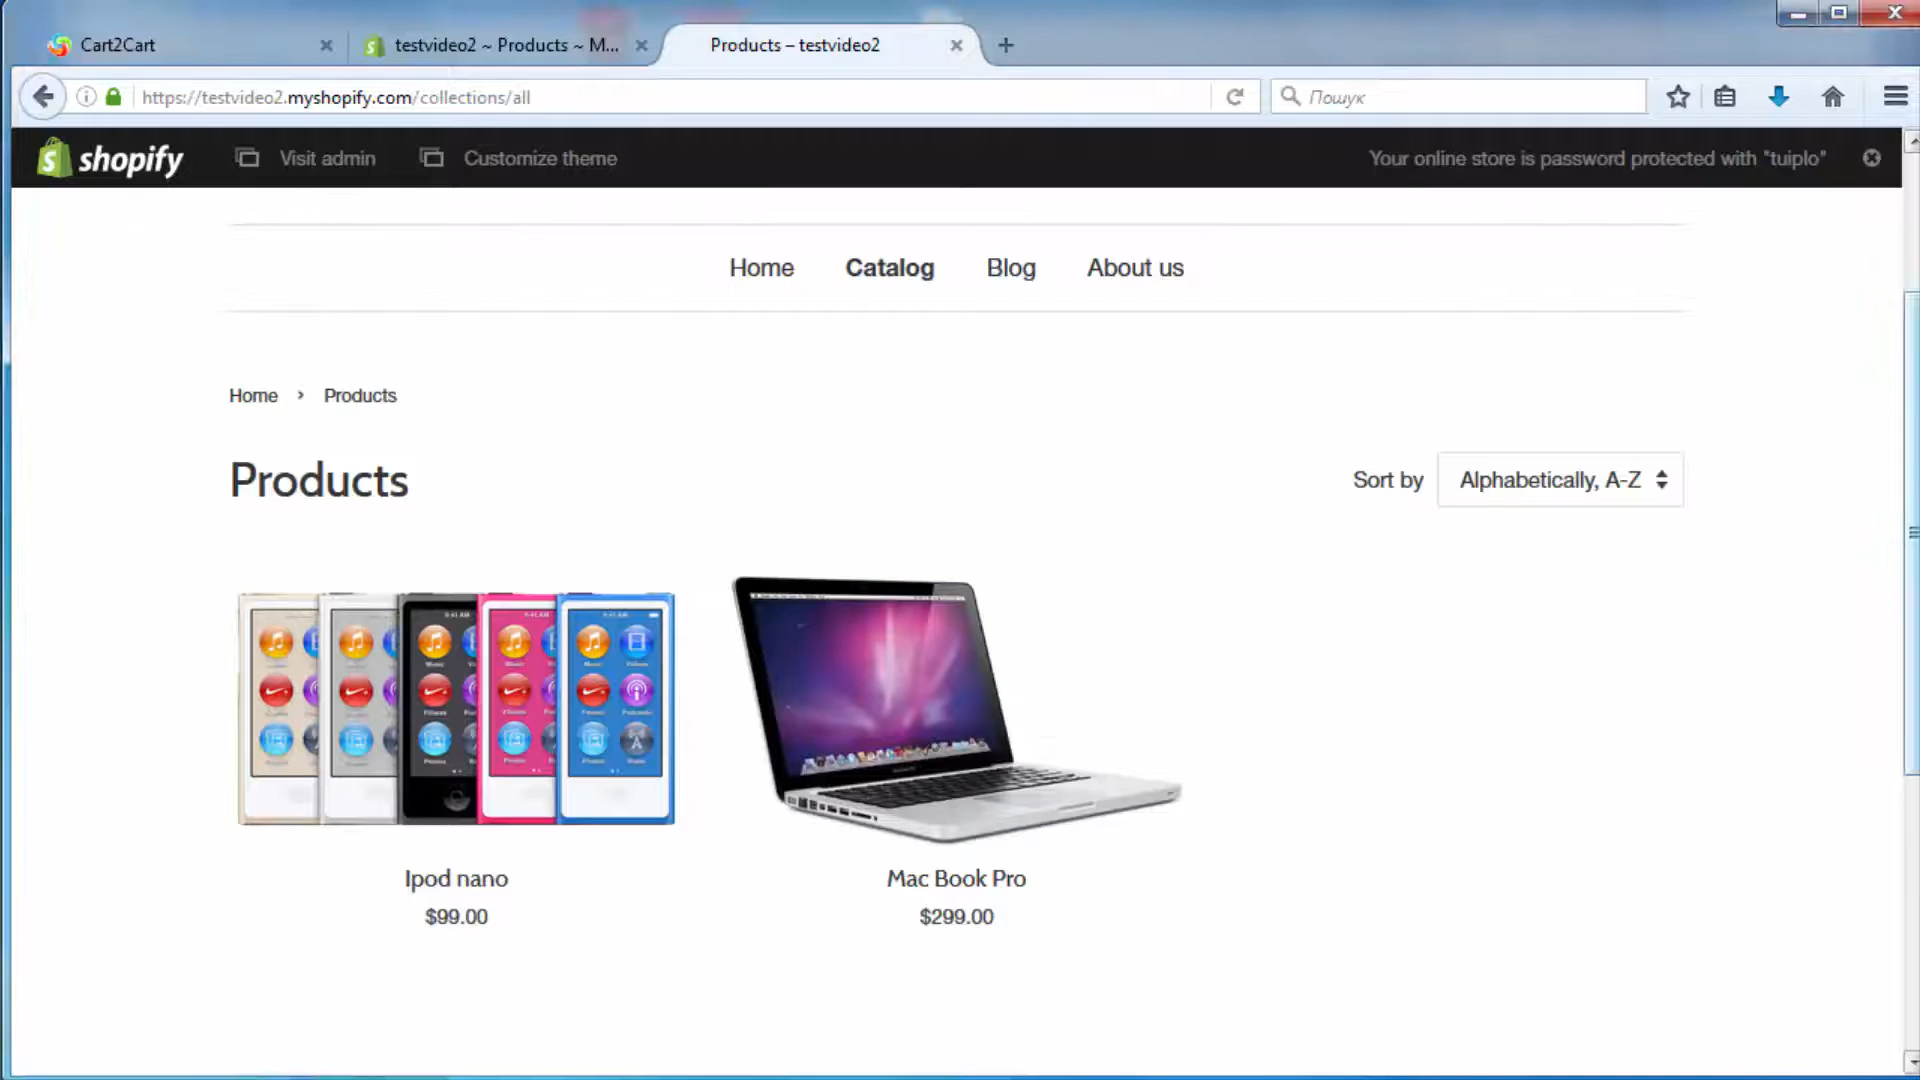 Cart2Cart
testvideo2 ~ Products ~ M...
Products – testvideo2
https://testvideo2.myshopify.com/collections/all
Пошук
shopify
Visit admin
Customize theme
Your online store is password protected with "tuiplo"
Home
Catalog
Blog
About us
Home › Products
Products
Sort by
Alphabetically, A-Z
Ipod nano
Mac Book Pro
$99.00
$299.00